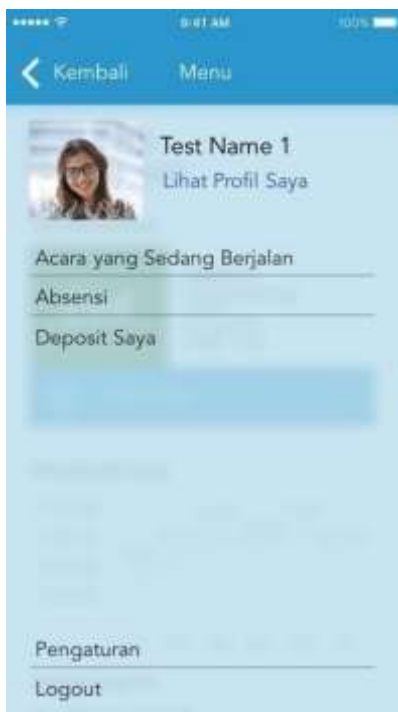 9:41 AM 100%
Kembali Menu
Test Name 1
Lihat Profil Saya
Acara yang Sedang Berjalan
Absensi
Deposit Saya
Pengaturan
Logout